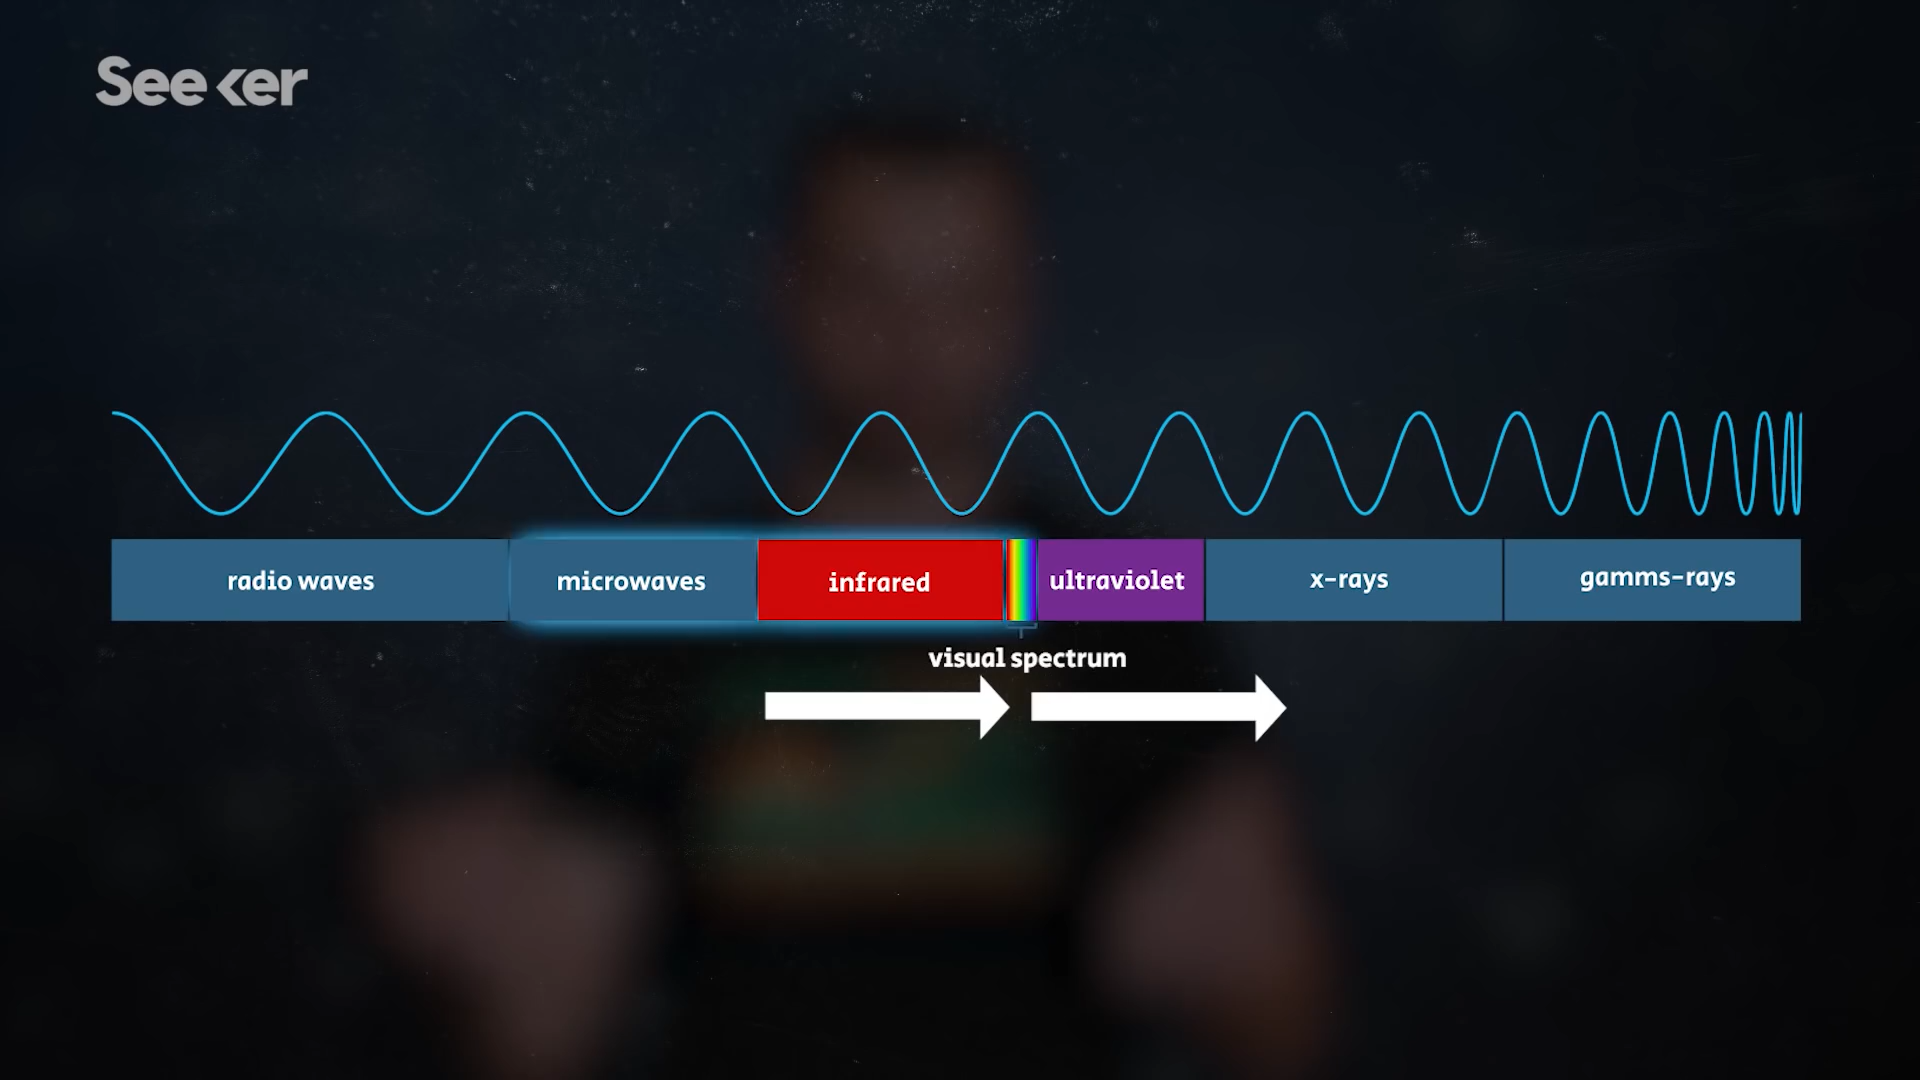 Seeker
radio waves
microwaves
infrared
ultraviolet
x-rays
gamms-rays
visual spectrum